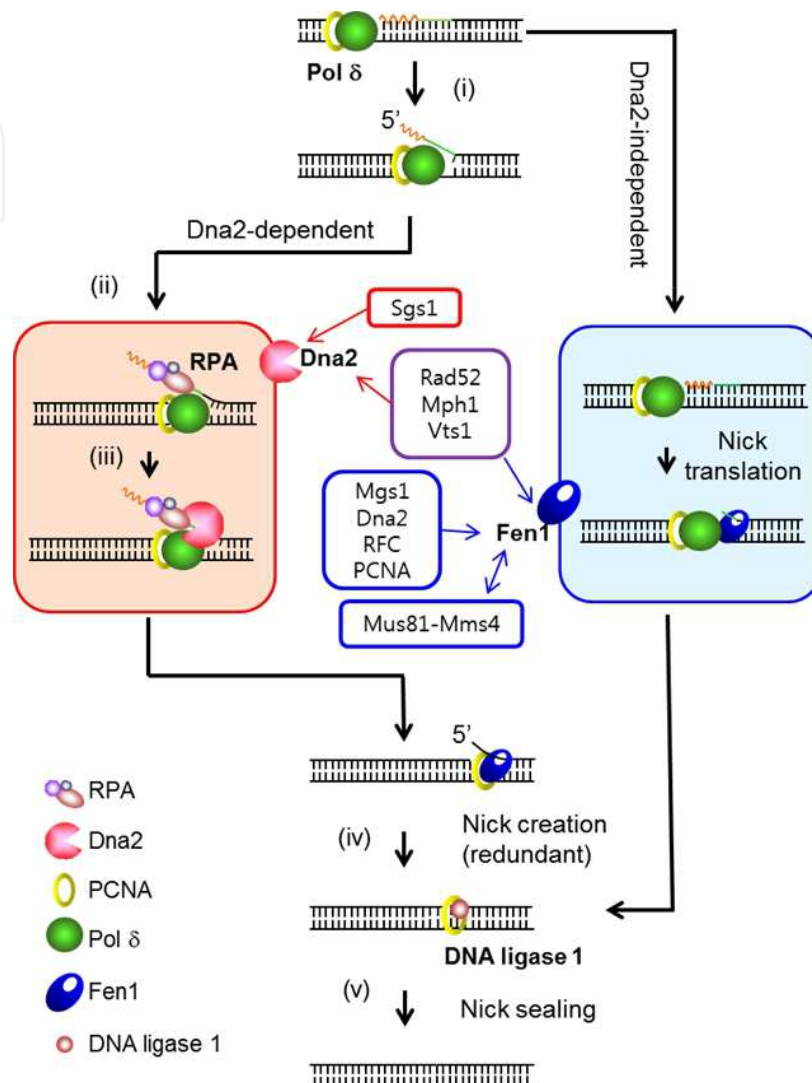 Pol δ
(i)
5’
Dna2-independent
Dna2-dependent
(ii)
Sgs1
RPA
Dna2
Rad52
Mph1
Vts1
(iii)
Nick
translation
Mgs1
Dna2
RFC
PCNA
Fen1
Mus81-Mms4
5’
RPA
Dna2
PCNA
Pol δ
Fen1
DNA ligase 1
(iv)
Nick creation
(redundant)
DNA ligase 1
(v)
Nick sealing